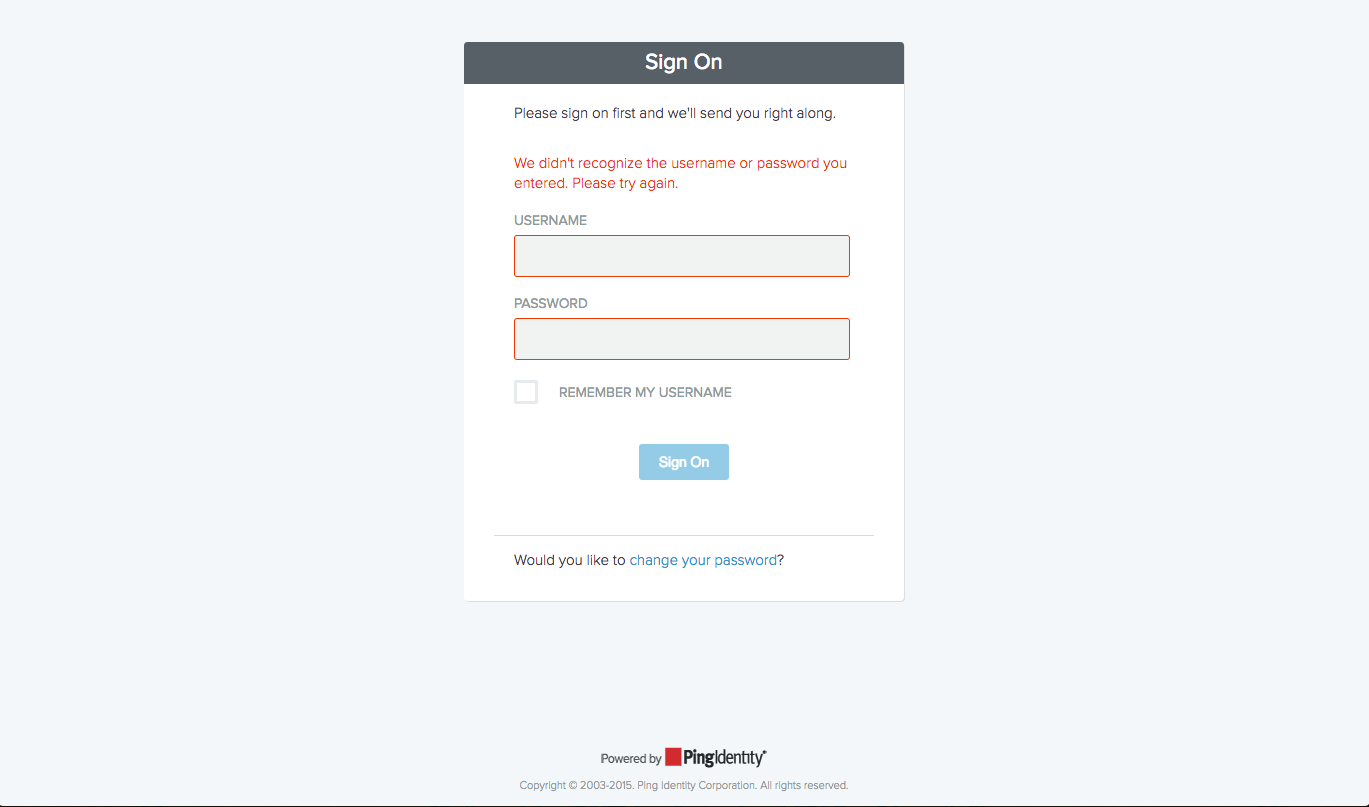 Sign On
Please sign on first and we'll send you right along.
We didn't recognize the username or password you
entered. Please try again.
USERNAME
PASSWORD
REMEMBER MY USERNAME
Sign On
Would you like to change your password?
Powered by PingIdentity®
Copyright © 2003-2015. Ping Identity Corporation. All rights reserved.